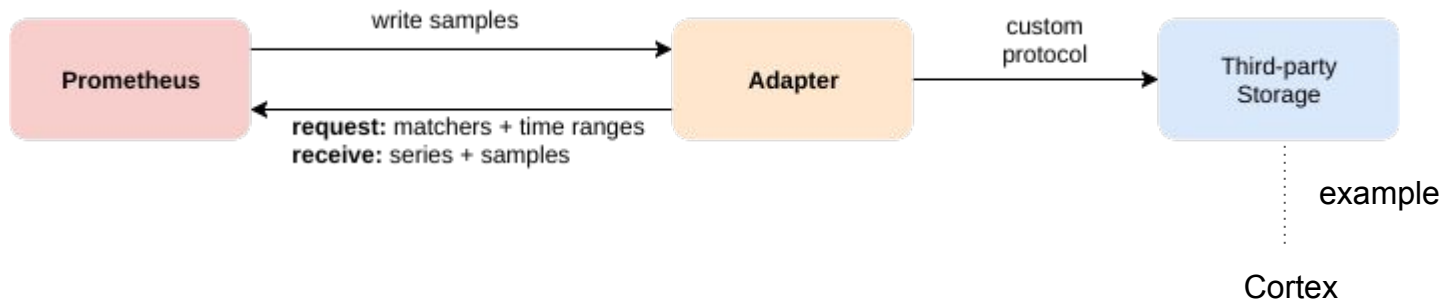 write samples
Prometheus
request: matchers + time ranges
receive: series + samples
Adapter
custom
protocol
Third-party
Storage
example
Cortex